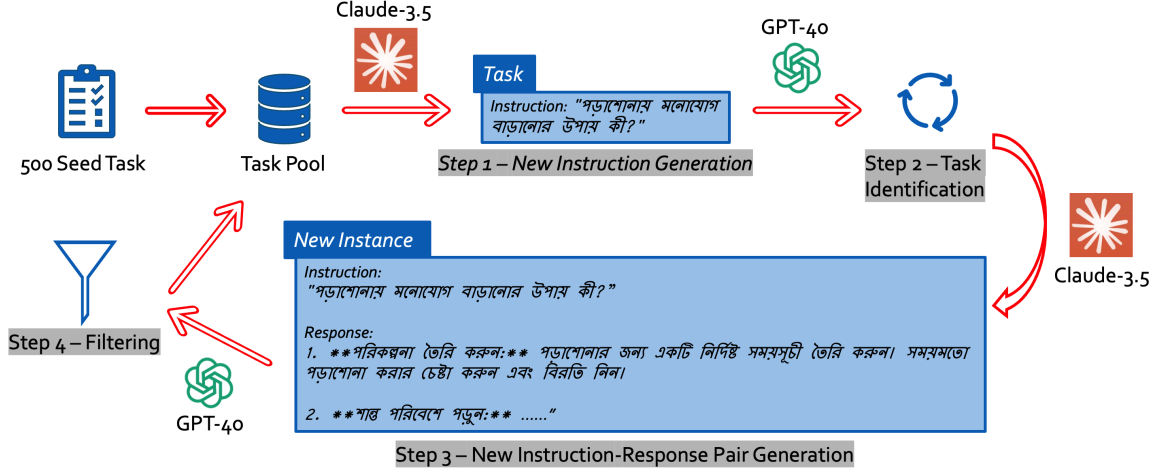 Claude-3.5
GPT-4o
Task
Instruction: "পড়াশোনায় মনোযোগ
বাড়ানোর উপায় কী?"
500 Seed Task
Task Pool
Step 1 – New Instruction Generation
Step 2 – Task
Identification
New Instance
Instruction:
"পড়াশোনায় মনোযোগ বাড়ানোর উপায় কী?”
Response:
1. **পরিকল্পনা তৈরি করুন:** পড়াশোনার জন্য একটি নির্দিষ্ট সময়সূচী তৈরি করুন। সময়মতো
পড়াশোনা করার চেষ্টা করুন এবং বিরতি নিন।
2. **শান্ত পরিবেশে পড়ুন:** ......”
Claude-3.5
Step 4 – Filtering
GPT-4o
Step 3 – New Instruction-Response Pair Generation